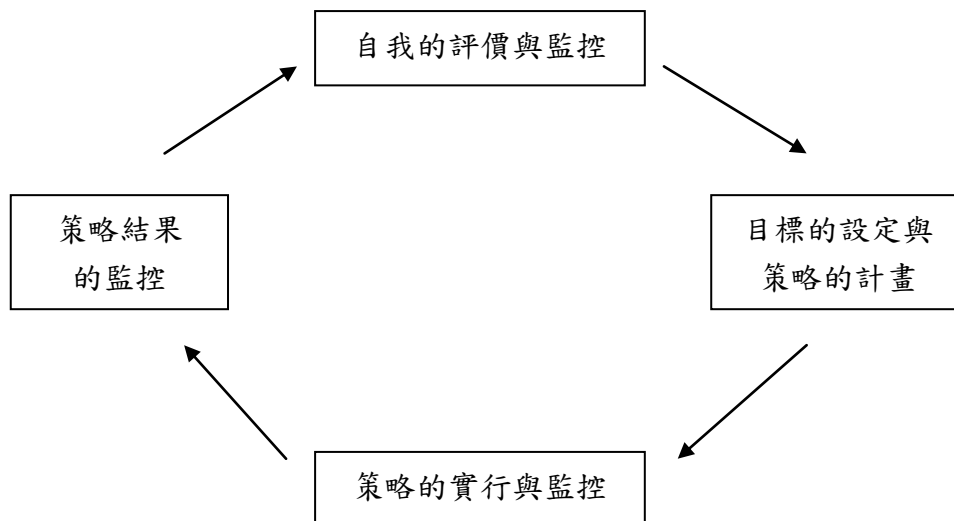 自我的評價與監控
策略結果
的監控
目標的設定與
策略的計畫
策略的實行與監控